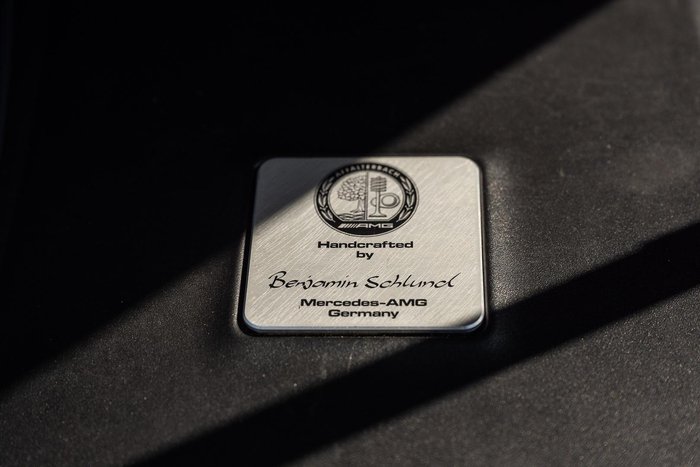 AFFALTERBACH
AMG
Handcrafted
by
Benjamin Schlund
Mercedes-AMG
Germany